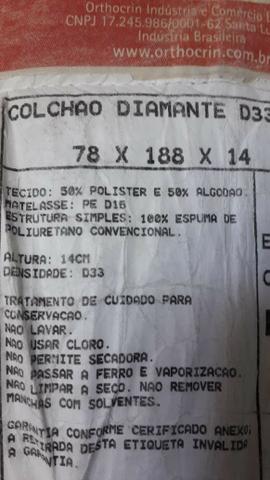 Orthocrin Indústria e Comércio
CNPJ 17.245.986/0001-62 Santa Lu
Indústria Brasileira
www.orthocrin.com.br
COLCHAO DIAMANTE D33
78 X 188 X 14
TECIDO: 50% POLISTER E 50% ALGODAO.
MATELASSE: PE D16
ESTRUTURA SIMPLES: 100% ESPUMA DE
POLIURETANO CONVENCIONAL.
ALTURA: 14CM
DENSIDADE: D33
TRATAMENTO DE CUIDADO PARA
CONSERVACAO.
NAO LAVAR.
NAO USAR CLORO.
NAO PERMITE SECADORA.
NAO PASSAR A FERRO E VAPORIZACAO.
NAO LIMPAR A SECO. NAO REMOVER
MANCHAS COM SOLVENTES.
GARANTIA CONFORME CERIFICADO ANEXO,
A RETIRADA DESTA ETIQUETA INVALIDA
A GARANTIA.